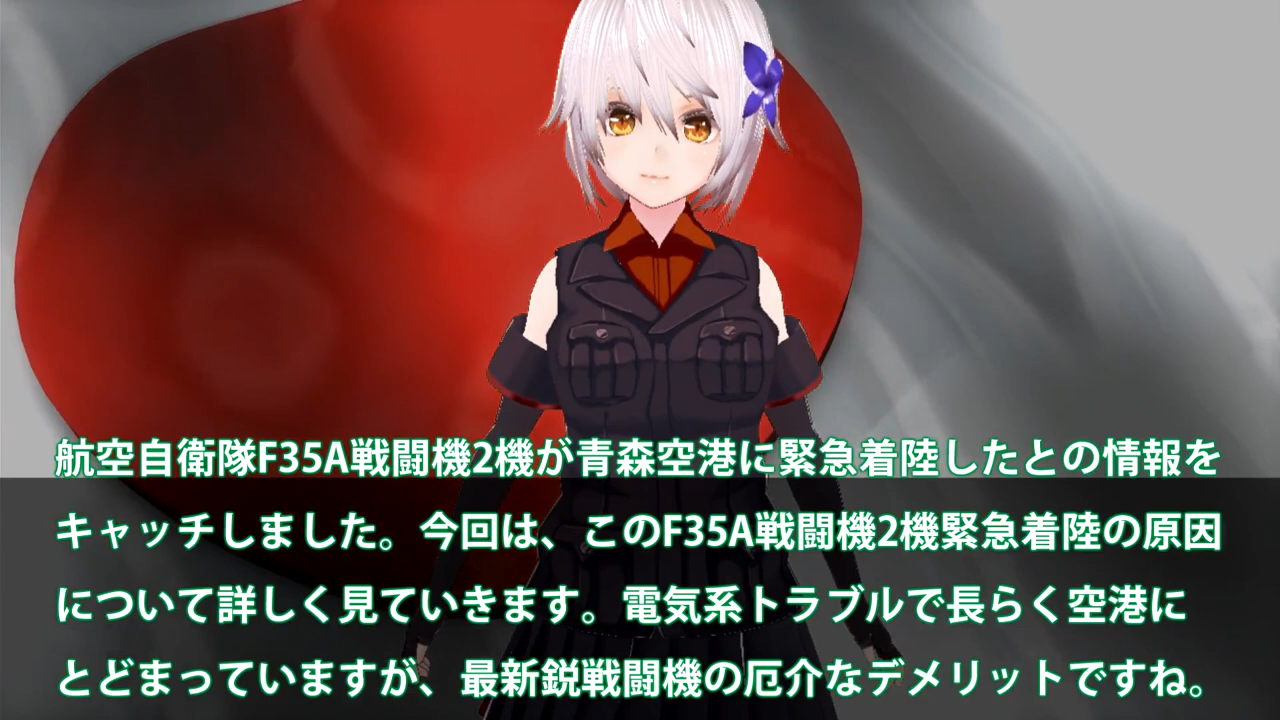 航空自衛隊F35A戦闘機2機が青森空港に緊急着陸したとの情報を
キャッチしました。今回は、このF35A戦闘機2機緊急着陸の原因
について詳しく見ていきます。電気系トラブルで長らく空港に
とどまっていますが、最新鋭戦闘機の厄介なデメリットですね。